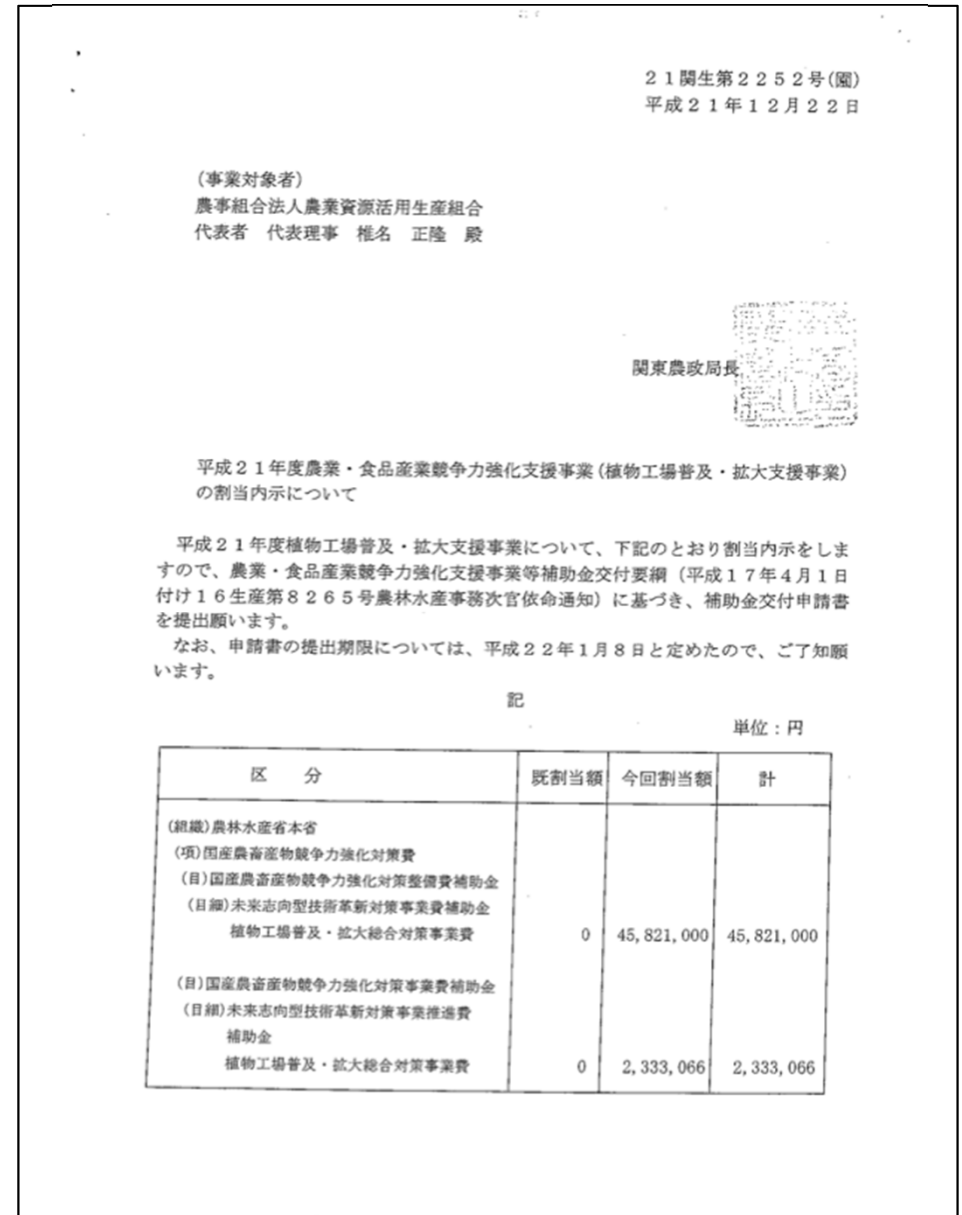 21関生第2252号(園)
平成21年12月22日
(事業対象者)
農事組合法人農業資源活用生産組合
代表者　代表理事　椎名　正隆　殿
関東農政局長
平成21年度農業・食品産業競争力強化支援事業(植物工場普及・拡大支援事業)
の割当内示について
平成21年度植物工場普及・拡大支援事業について、下記のとおり割当内示をしま
すので、農業・食品産業競争力強化支援事業等補助金交付要綱（平成17年4月1日
付け16生産第8265号農林水産事務次官依命通知）に基づき、補助金交付申請書
を提出願います。
なお、申請書の提出期限については、平成22年1月8日と定めたので、ご了知願
います。
記
単位：円
区　分　既割当額　今回割当額　計
(組織)農林水産省本省
(項)国産農畜産物競争力強化対策費
(目)国産農畜産物競争力強化対策整備費補助金
(目細)未来志向型技術革新対策事業費補助金
植物工場普及・拡大総合対策事業費　0　45,821,000　45,821,000
(目)国産農畜産物競争力強化対策事業費補助金
(目細)未来志向型技術革新対策事業推進費
補助金
植物工場普及・拡大総合対策事業費　0　2,333,066　2,333,066